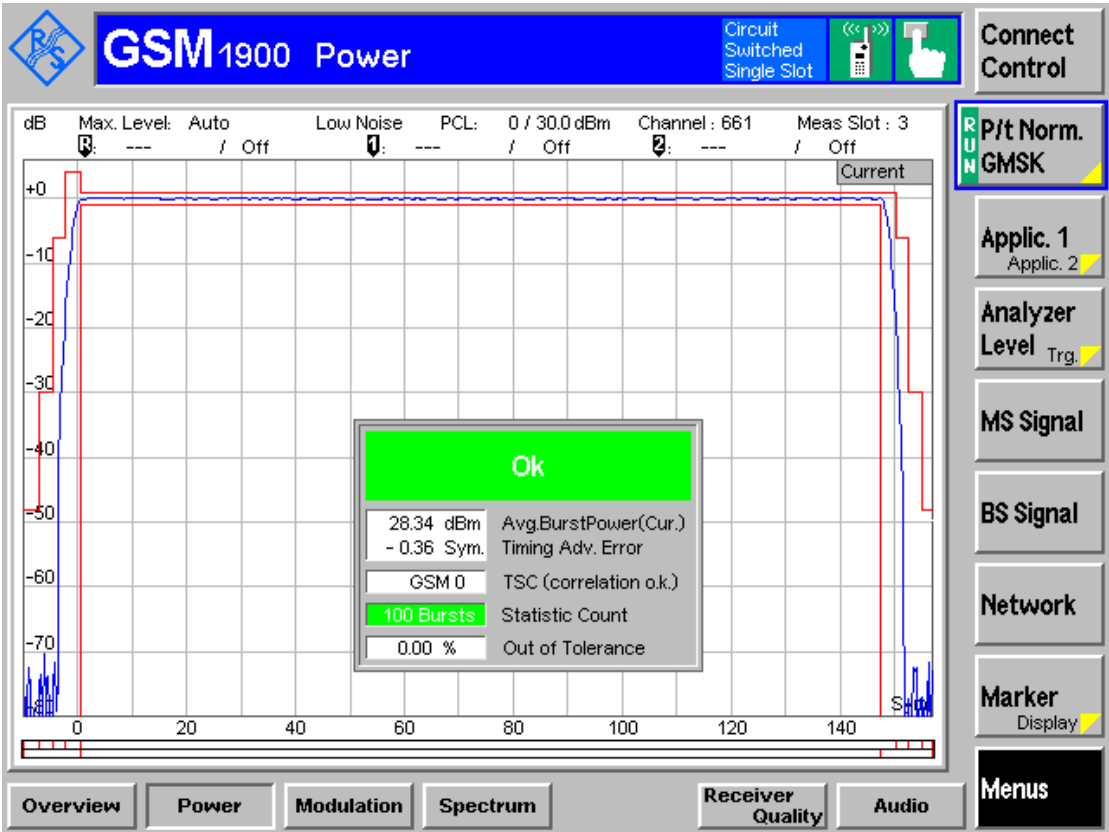 R&S
GSM 1900 Power
Circuit
Switched
Single Slot
Connect
Control
dB Max. Level: Auto Low Noise PCL: 0 / 30.0 dBm Channel : 661 Meas Slot : 3
R: --- / Off 1: --- / Off 2: --- / Off
Current
RUN
P/t Norm.
GMSK
+0
-10
-20
-30
-40
-50
-60
-70
Applic. 1
Applic. 2
Analyzer
Level Trg.
MS Signal
BS Signal
Network
Marker
Display
Menus
Ok
28.34 dBm Avg.BurstPower(Cur.)
- 0.36 Sym. Timing Adv. Error
GSM 0 TSC (correlation o.k.)
100 Bursts Statistic Count
0.00 % Out of Tolerance
0 20 40 60 80 100 120 140
Overview Power Modulation Spectrum Receiver
Quality Audio